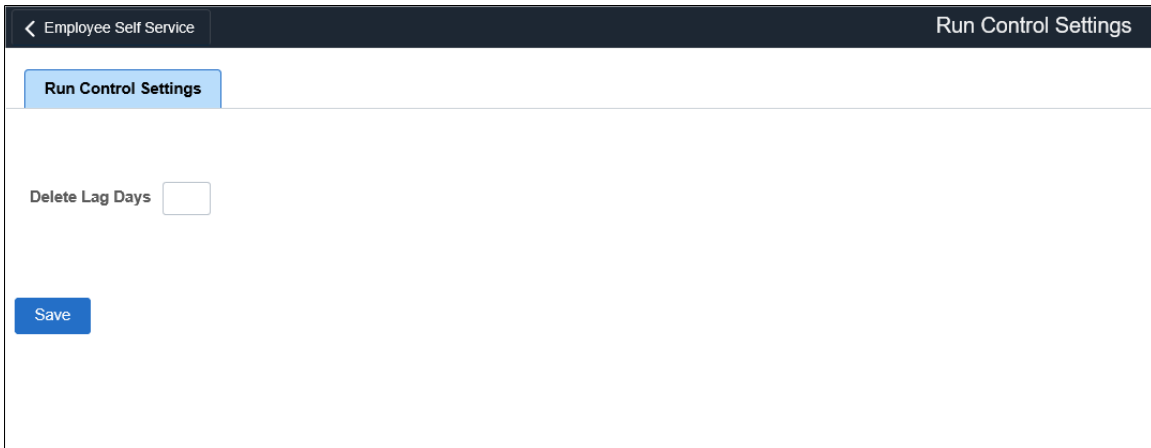 Employee Self Service
Run Control Settings
Run Control Settings
Delete Lag Days
Save